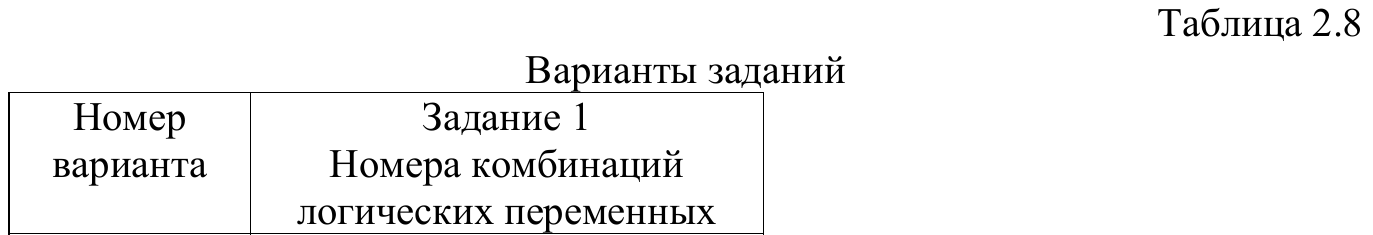 Таблица 2.8
Варианты заданий
Номер
варианта
Задание 1
Номера комбинаций
логических переменных